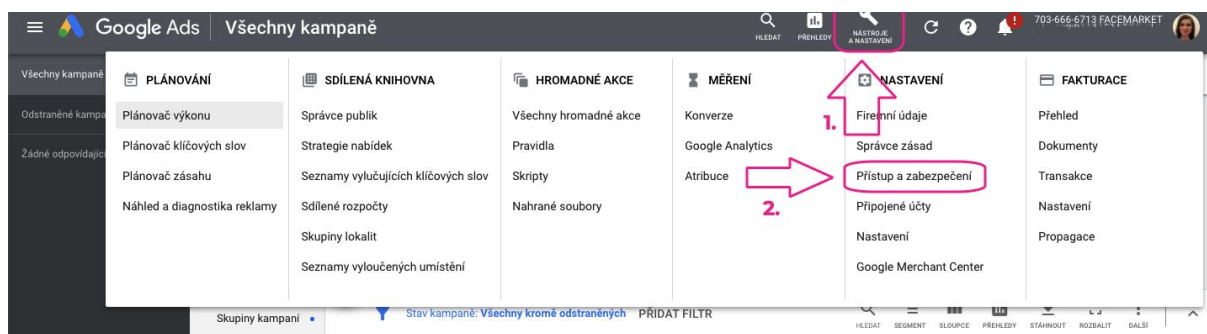 Google Ads Všechny kampaně
HLEDAT
PŘEHLEDY
NÁSTROJE
A NASTAVENÍ
703-666-6713 FACEMARKET
Všechny kampaně
Odstraněné kampa
Žádné odpovídajíc
PLÁNOVÁNÍ
Plánovač výkonu
Plánovač klíčových slov
Plánovač zásahu
Náhled a diagnostika reklamy
SDÍLENÁ KNIHOVNA
Správce publik
Strategie nabídek
Seznamy vylučujících klíčových slov
Sdílené rozpočty
Skupiny lokalit
Seznamy vyloučených umístění
HROMADNÉ AKCE
Všechny hromadné akce
Pravidla
Skripty
Nahrané soubory
MĚŘENÍ
Konverze
Google Analytics
Atribuce
1.
2.
NASTAVENÍ
Firemní údaje
Správce zásad
Přístup a zabezpečení
Připojené účty
Nastavení
Google Merchant Center
FAKTURACE
Přehled
Dokumenty
Transakce
Nastavení
Propagace
Skupiny kampaní
Stav kampaně: Všechny kromě odstraněných PŘIDAT FILTR
HLEDAT SEGMENT SLOUPCE PŘEHLEDY STÁHNOUT ROZBALIT DALŠÍ